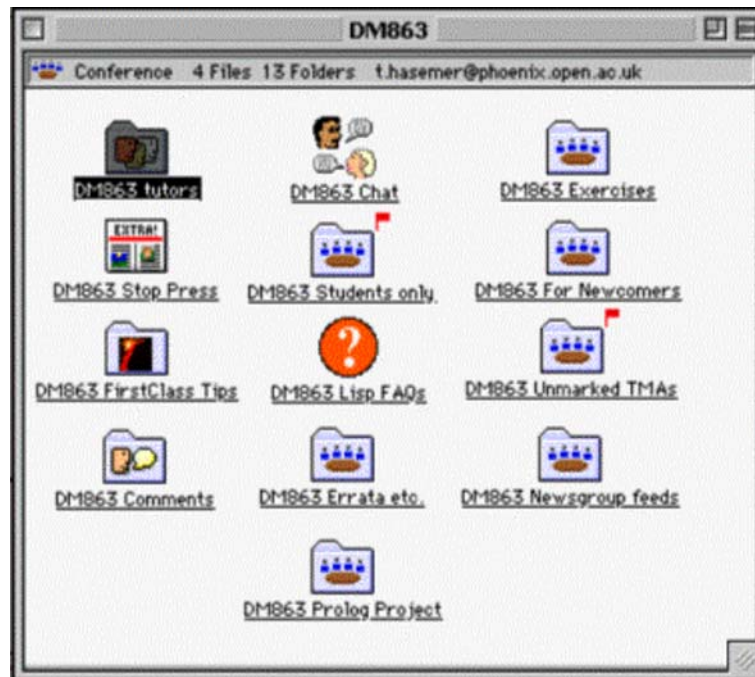 DM863
Conference 4 Files 13 Folders t.hasemer@phoenix.open.ac.uk
DM863 tutors
DM863 Chat
DM863 Exercises
EXTRA!
DM863 Stop Press
DM863 Students only
DM863 For Newcomers
?
DM863 FirstClass Tips
DM863 Lisp FAQs
DM863 Unmarked TMAs
DM863 Comments
DM863 Errata etc.
DM863 Newsgroup feeds
DM863 Prolog Project